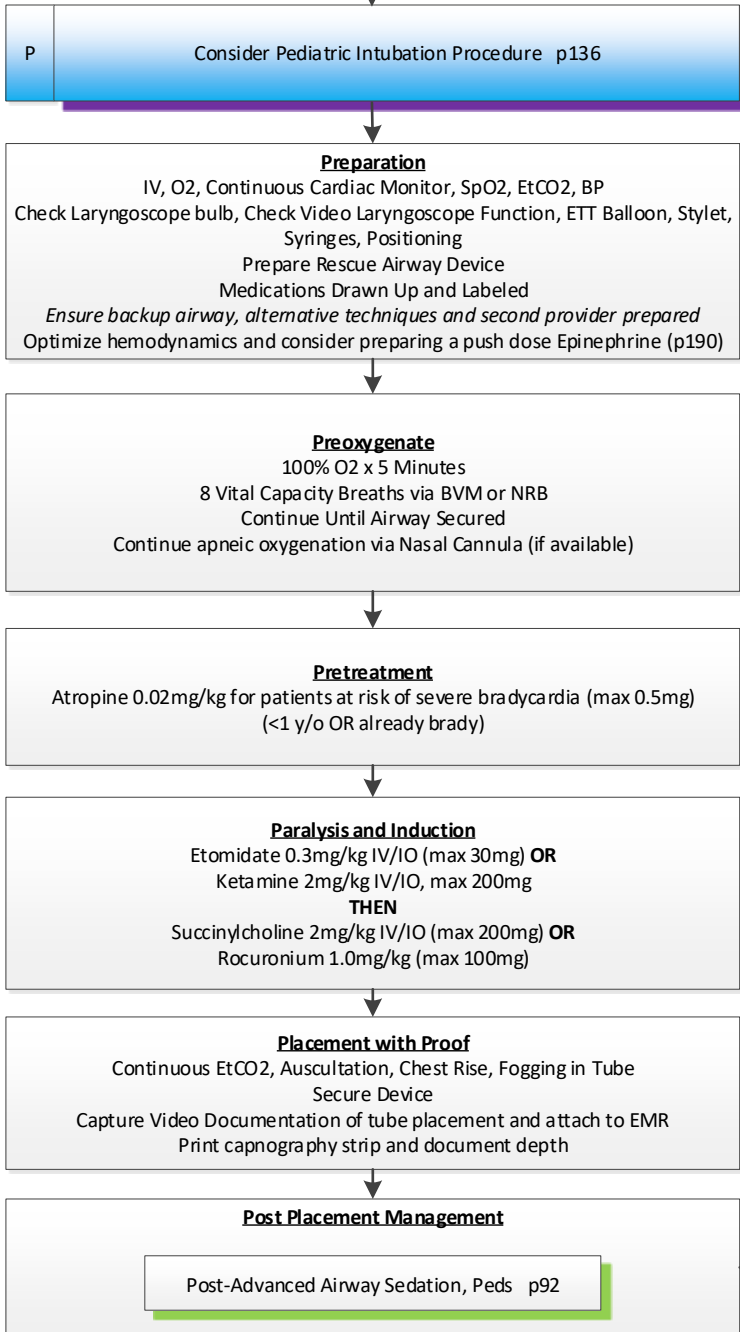 P
Consider Pediatric Intubation Procedure p136
Preparation
IV, O2, Continuous Cardiac Monitor, SpO2, EtCO2, BP
Check Laryngoscope bulb, Check Video Laryngoscope Function, ETT Balloon, Stylet,
Syringes, Positioning
Prepare Rescue Airway Device
Medications Drawn Up and Labeled
Ensure backup airway, alternative techniques and second provider prepared
Optimize hemodynamics and consider preparing a push dose Epinephrine (p190)
Preoxygenate
100% O2 x 5 Minutes
8 Vital Capacity Breaths via BVM or NRB
Continue Until Airway Secured
Continue apneic oxygenation via Nasal Cannula (if available)
Pretreatment
Atropine 0.02mg/kg for patients at risk of severe bradycardia (max 0.5mg)
(<1 y/o OR already brady)
Paralysis and Induction
Etomidate 0.3mg/kg IV/IO (max 30mg) OR
Ketamine 2mg/kg IV/IO, max 200mg
THEN
Succinylcholine 2mg/kg IV/IO (max 200mg) OR
Rocuronium 1.0mg/kg (max 100mg)
Placement with Proof
Continuous EtCO2, Auscultation, Chest Rise, Fogging in Tube
Secure Device
Capture Video Documentation of tube placement and attach to EMR
Print capnography strip and document depth
Post Placement Management
Post-Advanced Airway Sedation, Peds p92